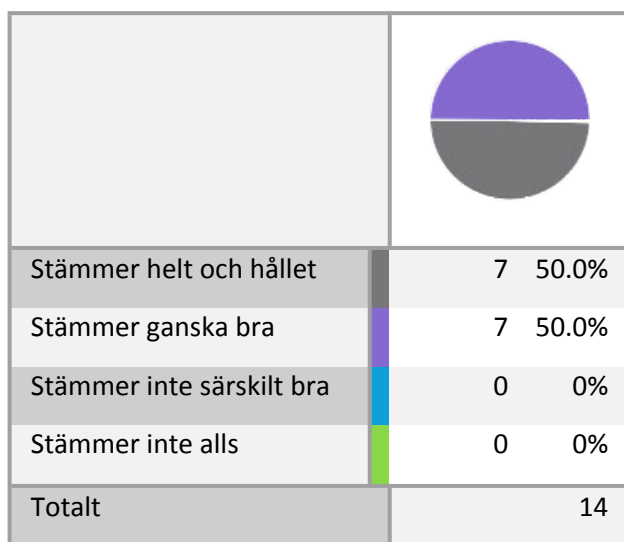 Stämmer helt och hållet 7 50.0%
Stämmer ganska bra 7 50.0%
Stämmer inte särskilt bra 0 0%
Stämmer inte alls 0 0%
Totalt 14